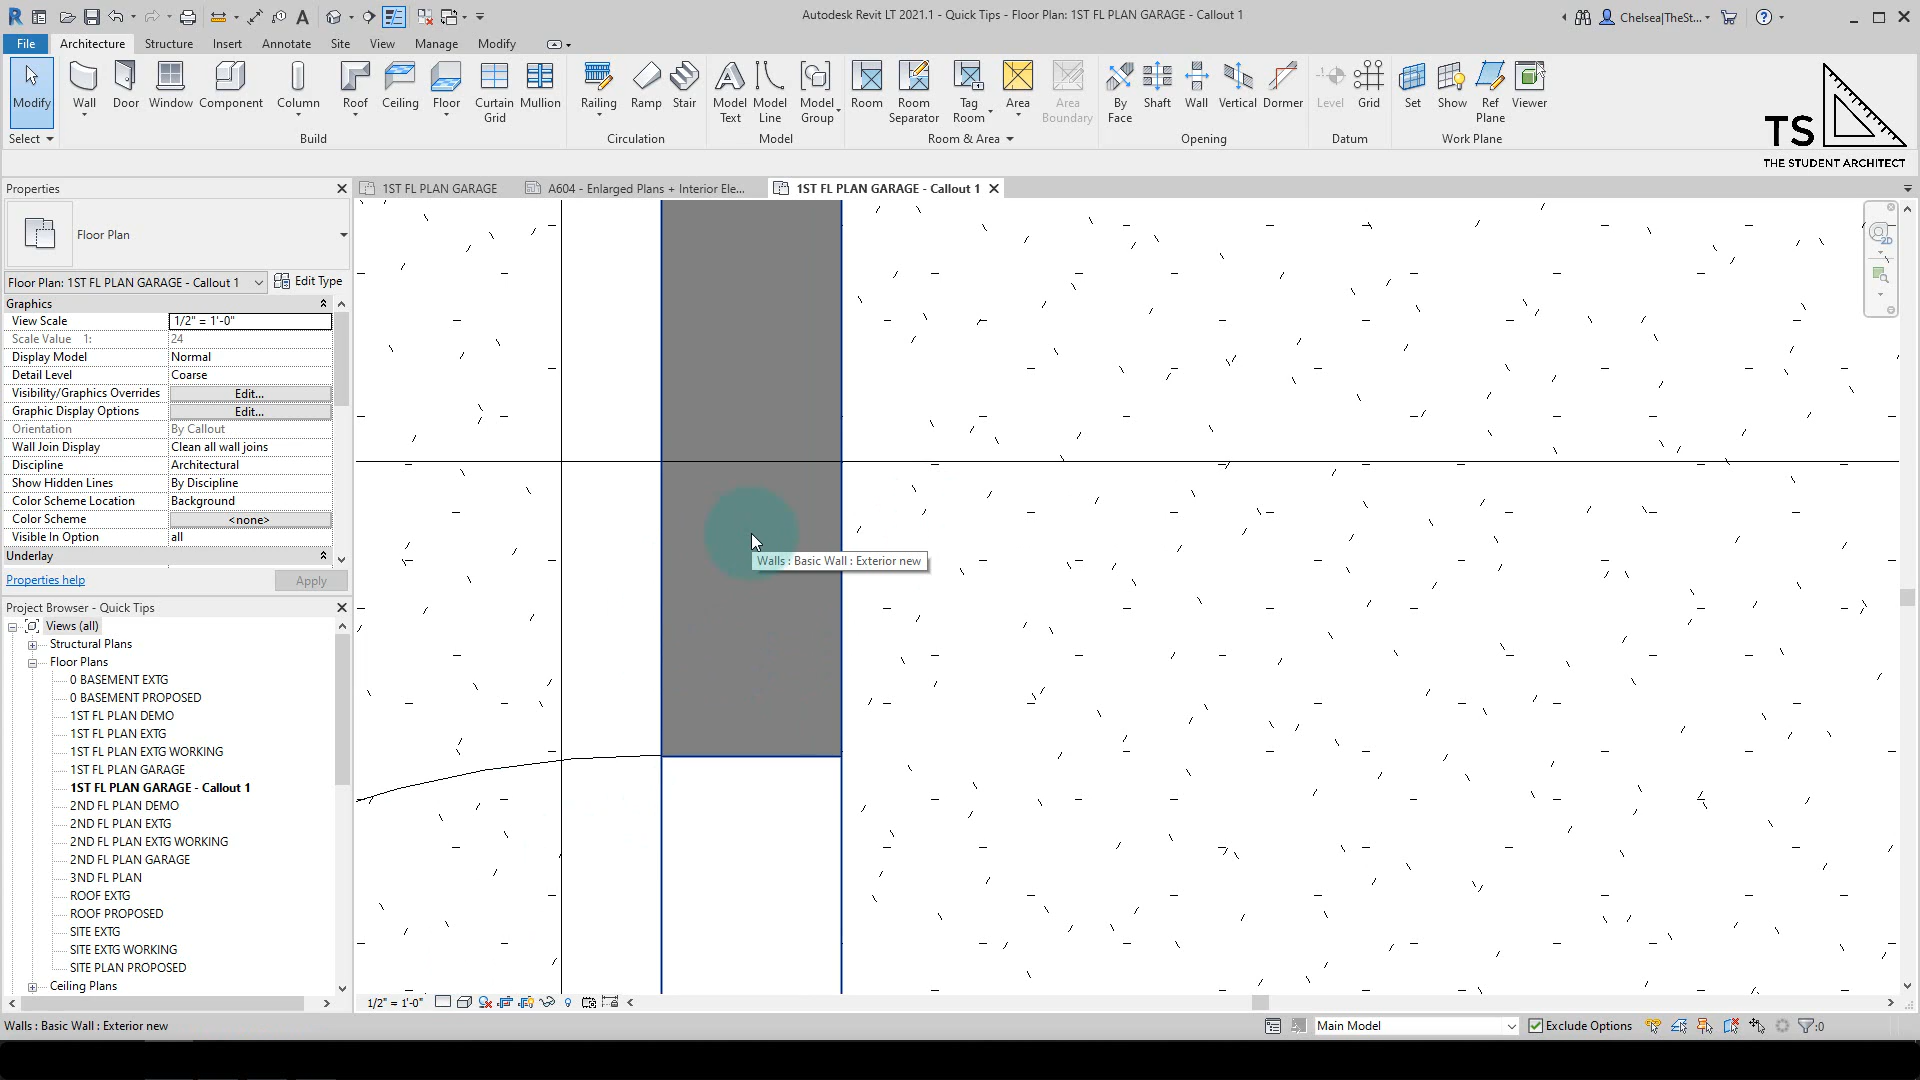 Autodesk Revit LT 2021.1 - Quick Tips - Floor Plan: 1ST FL PLAN GARAGE - Callout 1
Chelsea|TheSt...
File Architecture Structure Insert Annotate Site View Manage Modify
Modify
Wall
Door
Window
Component
Column
Roof
Ceiling
Floor
Curtain
Grid
Mullion
Railing
Ramp
Stair
Model
Text
Model
Line
Model
Group
Room
Room
Separator
Tag
Room
Area
Area
Boundary
By
Face
Shaft
Wall
Vertical
Dormer
Level
Grid
Set
Show
Ref
Plane
Viewer
Select
Build
Circulation
Model
Room & Area
Opening
Datum
Work Plane
TS
THE STUDENT ARCHITECT
Properties
1ST FL PLAN GARAGE
A604 - Enlarged Plans + Interior Ele...
1ST FL PLAN GARAGE - Callout 1
Floor Plan
Floor Plan: 1ST FL PLAN GARAGE - Callout 1
Edit Type
Graphics
View Scale 1/2" = 1'-0"
Scale Value 1: 24
Display Model Normal
Detail Level Coarse
Visibility/Graphics Overrides Edit...
Graphic Display Options Edit...
Orientation By Callout
Wall Join Display Clean all wall joins
Discipline Architectural
Show Hidden Lines By Discipline
Color Scheme Location Background
Color Scheme <none>
Visible In Option all
Underlay
Properties help
Apply
2D
Walls : Basic Wall : Exterior new
Project Browser - Quick Tips
Views (all)
Structural Plans
Floor Plans
0 BASEMENT EXTG
0 BASEMENT PROPOSED
1ST FL PLAN DEMO
1ST FL PLAN EXTG
1ST FL PLAN EXTG WORKING
1ST FL PLAN GARAGE
1ST FL PLAN GARAGE - Callout 1
2ND FL PLAN DEMO
2ND FL PLAN EXTG
2ND FL PLAN EXTG WORKING
2ND FL PLAN GARAGE
3ND FL PLAN
ROOF EXTG
ROOF PROPOSED
SITE EXTG
SITE EXTG WORKING
SITE PLAN PROPOSED
Ceiling Plans
1/2" = 1'-0"
Walls : Basic Wall : Exterior new
Main Model
Exclude Options
:0